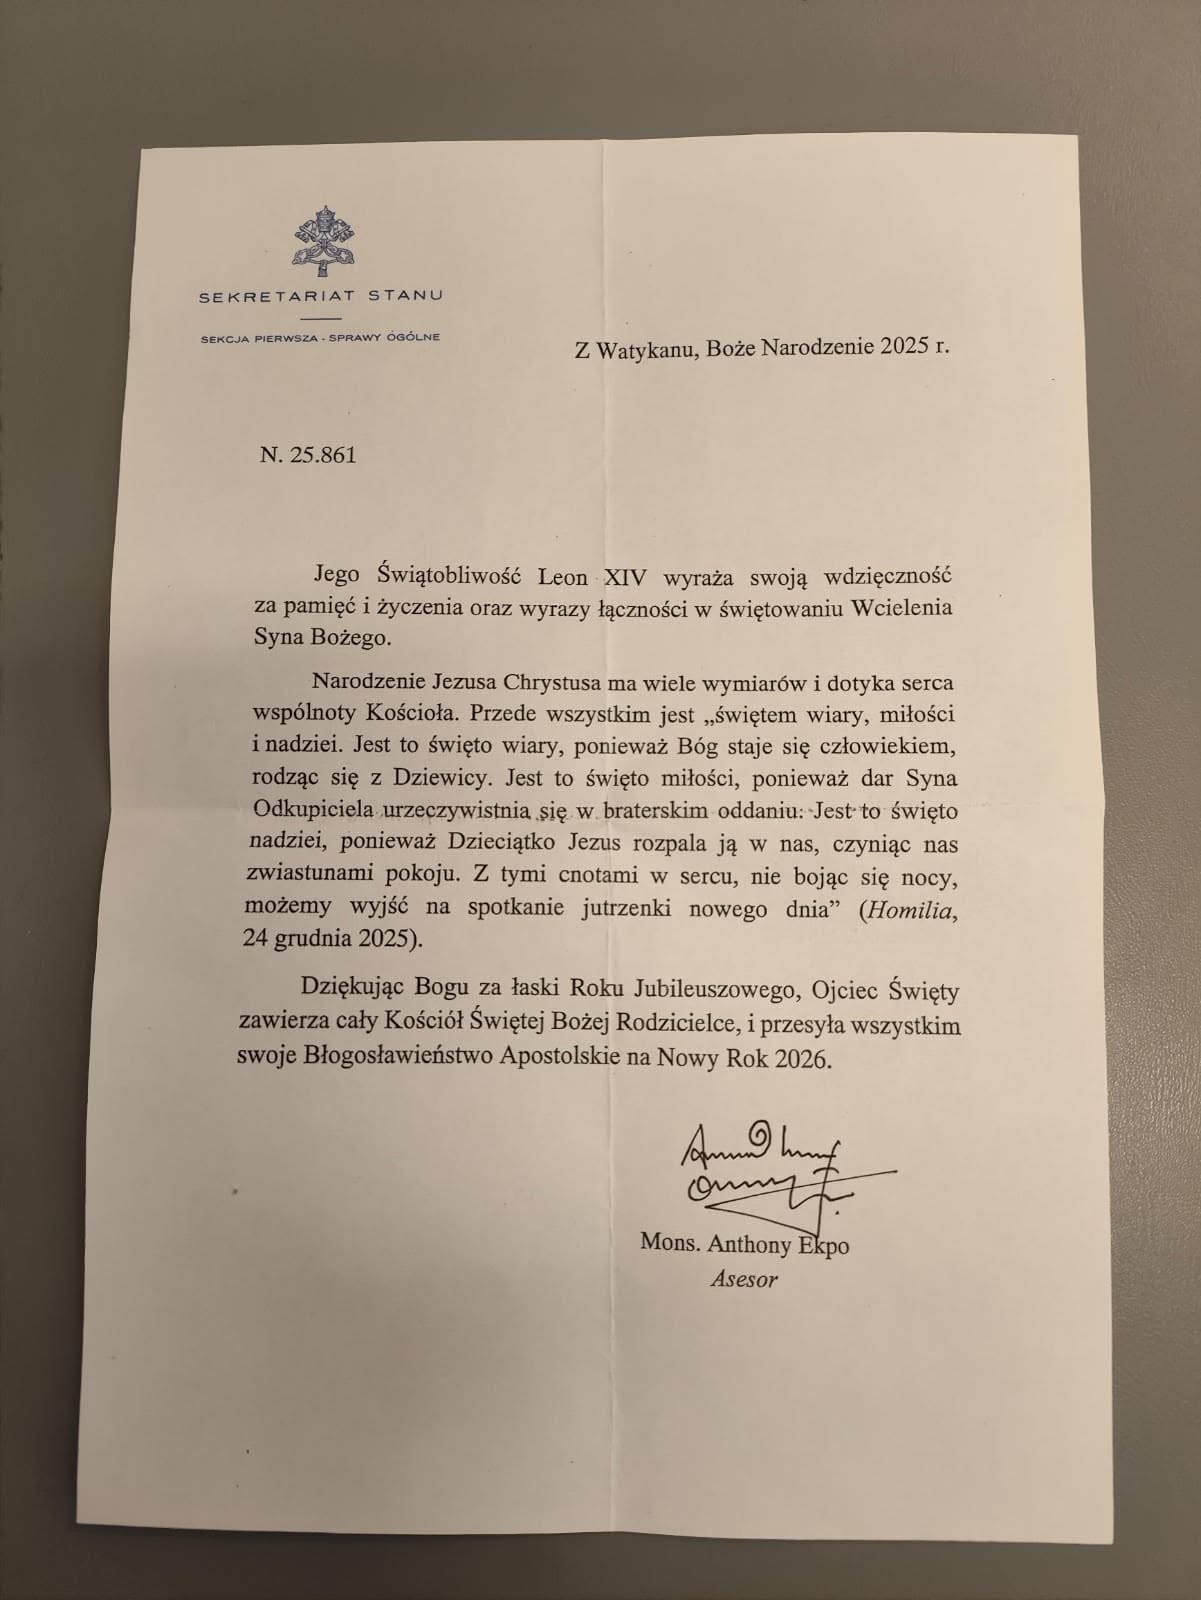 SEKRETARIAT STANU
SEKCJA PIERWSZA - SPRAWY OGÓLNE
Z Watykanu, Boże Narodzenie 2025 r.
N. 25.861
Jego Świątobliwość Leon XIV wyraża swoją wdzięczność
za pamięć i życzenia oraz wyrazy łączności w świętowaniu Wcielenia
Syna Bożego.
Narodzenie Jezusa Chrystusa ma wiele wymiarów i dotyka serca
wspólnoty Kościoła. Przede wszystkim jest „świętem wiary, miłości
i nadziei. Jest to święto wiary, ponieważ Bóg staje się człowiekiem,
rodząc się z Dziewicy. Jest to święto miłości, ponieważ dar Syna
Odkupiciela urzeczywistnia się w braterskim oddaniu. Jest to święto
nadziei, ponieważ Dzieciątko Jezus rozpala ją w nas, czyniąc nas
zwiastunami pokoju. Z tymi cnotami w sercu, nie bojąc się nocy,
możemy wyjść na spotkanie jutrzenki nowego dnia” (Homilia,
24 grudnia 2025).
Dziękując Bogu za łaski Roku Jubileuszowego, Ojciec Święty
zawierza cały Kościół Świętej Bożej Rodzicielce, i przesyła wszystkim
swoje Błogosławieństwo Apostolskie na Nowy Rok 2026.
Mons. Anthony Ekpo
Asesor